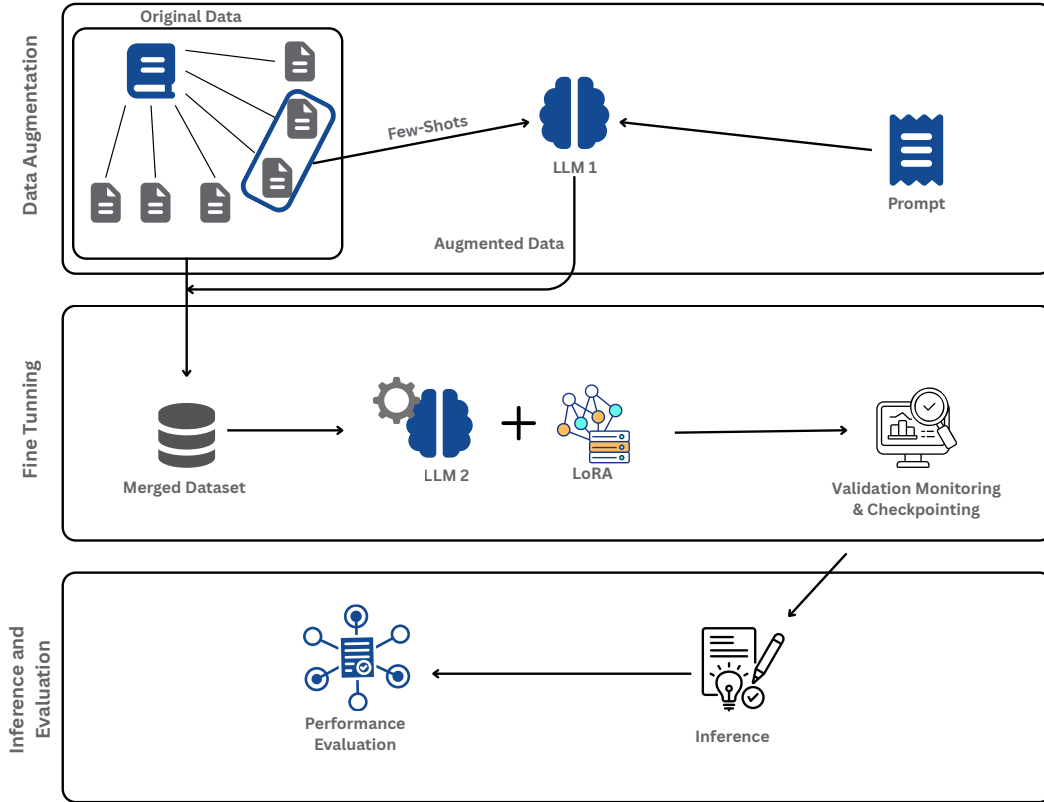 Original Data
Data Augmentation
Few-Shots
LLM 1
Prompt
Augmented Data
Fine Tunning
Merged Dataset
LLM 2
LoRA
Validation Monitoring
& Checkpointing
Inference and
Evaluation
Performance
Evaluation
Inference